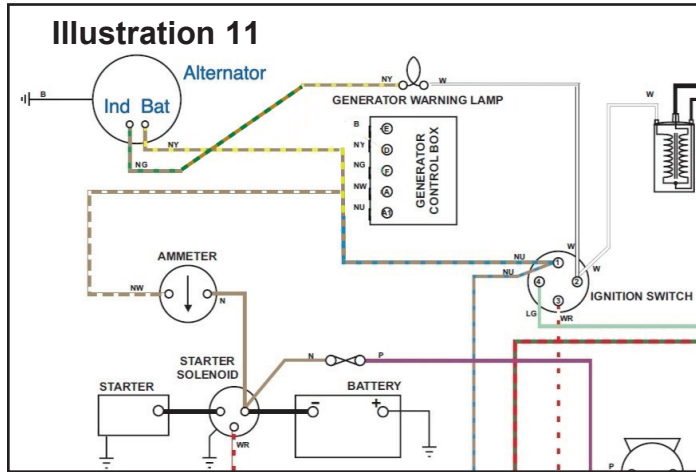 Illustration 11
Alternator
B
Ind Bat
NY
W
GENERATOR WARNING LAMP
W
NG
NY
B
NY
NG
NW
NU
E
D
F
A
A1
GENERATOR
CONTROL BOX
AMMETER
NW
N
NU
NU
W
W
1
2
3
4
IGNITION SWITCH
LG
WR
STARTER
SOLENOID
N
P
STARTER
BATTERY
-
+
WR
P